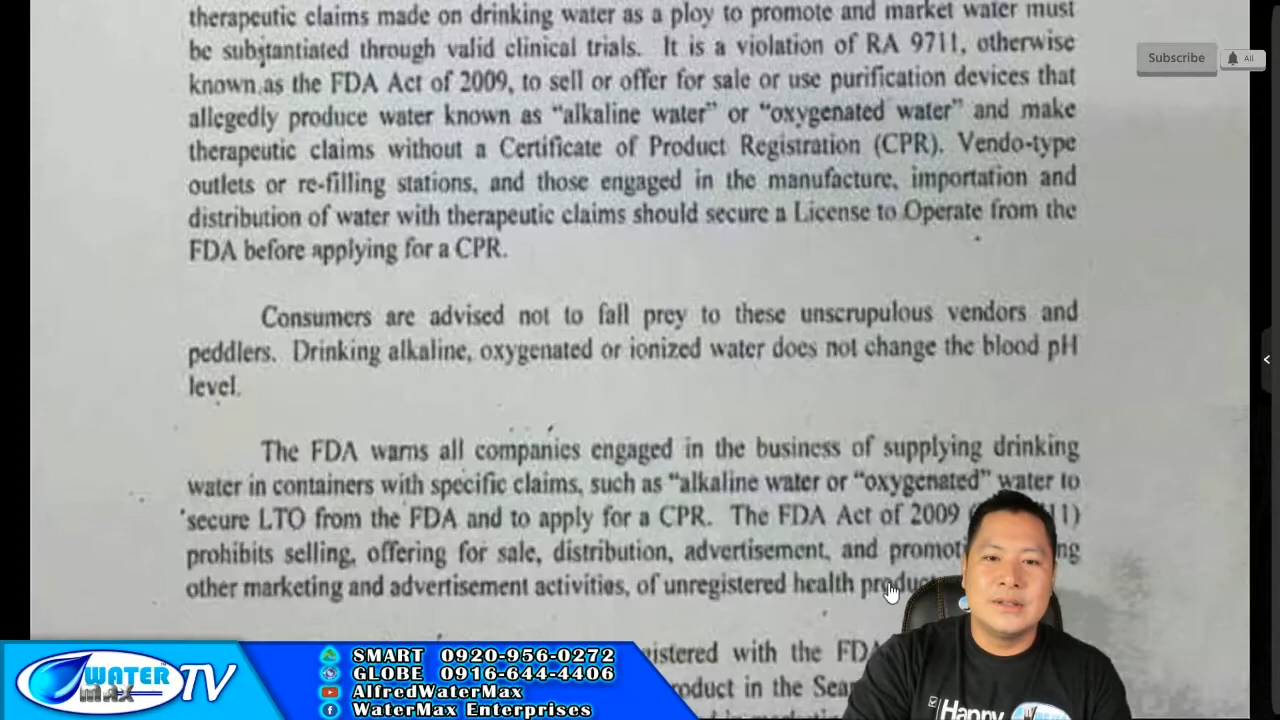 therapeutic claims made on drinking water as a ploy to promote and market water must
be substantiated through valid clinical trials. It is a violation of RA 9711, otherwise
known as the FDA Act of 2009, to sell or offer for sale or use purification devices that
allegedly produce water known as “alkaline water” or “oxygenated water” and make
therapeutic claims without a Certificate of Product Registration (CPR). Vendo-type
outlets or re-filling stations, and those engaged in the manufacture, importation and
distribution of water with therapeutic claims should secure a License to Operate from the
FDA before applying for a CPR.
Consumers are advised not to fall prey to these unscrupulous vendors and
peddlers. Drinking alkaline, oxygenated or ionized water does not change the blood pH
level.
The FDA warns all companies engaged in the business of supplying drinking
water in containers with specific claims, such as “alkaline water or “oxygenated” water to
secure LTO from the FDA and to apply for a CPR. The FDA Act of 2009
prohibits selling, offering for sale, distribution, advertisement, and
other marketing and advertisement activities, of unregistered health
with the FDA
in the
Subscribe
All
WATER MAX TV
SMART 0920-956-0272
GLOBE 0916-644-4406
AlfredWaterMax
WaterMax Enterprises
Happy